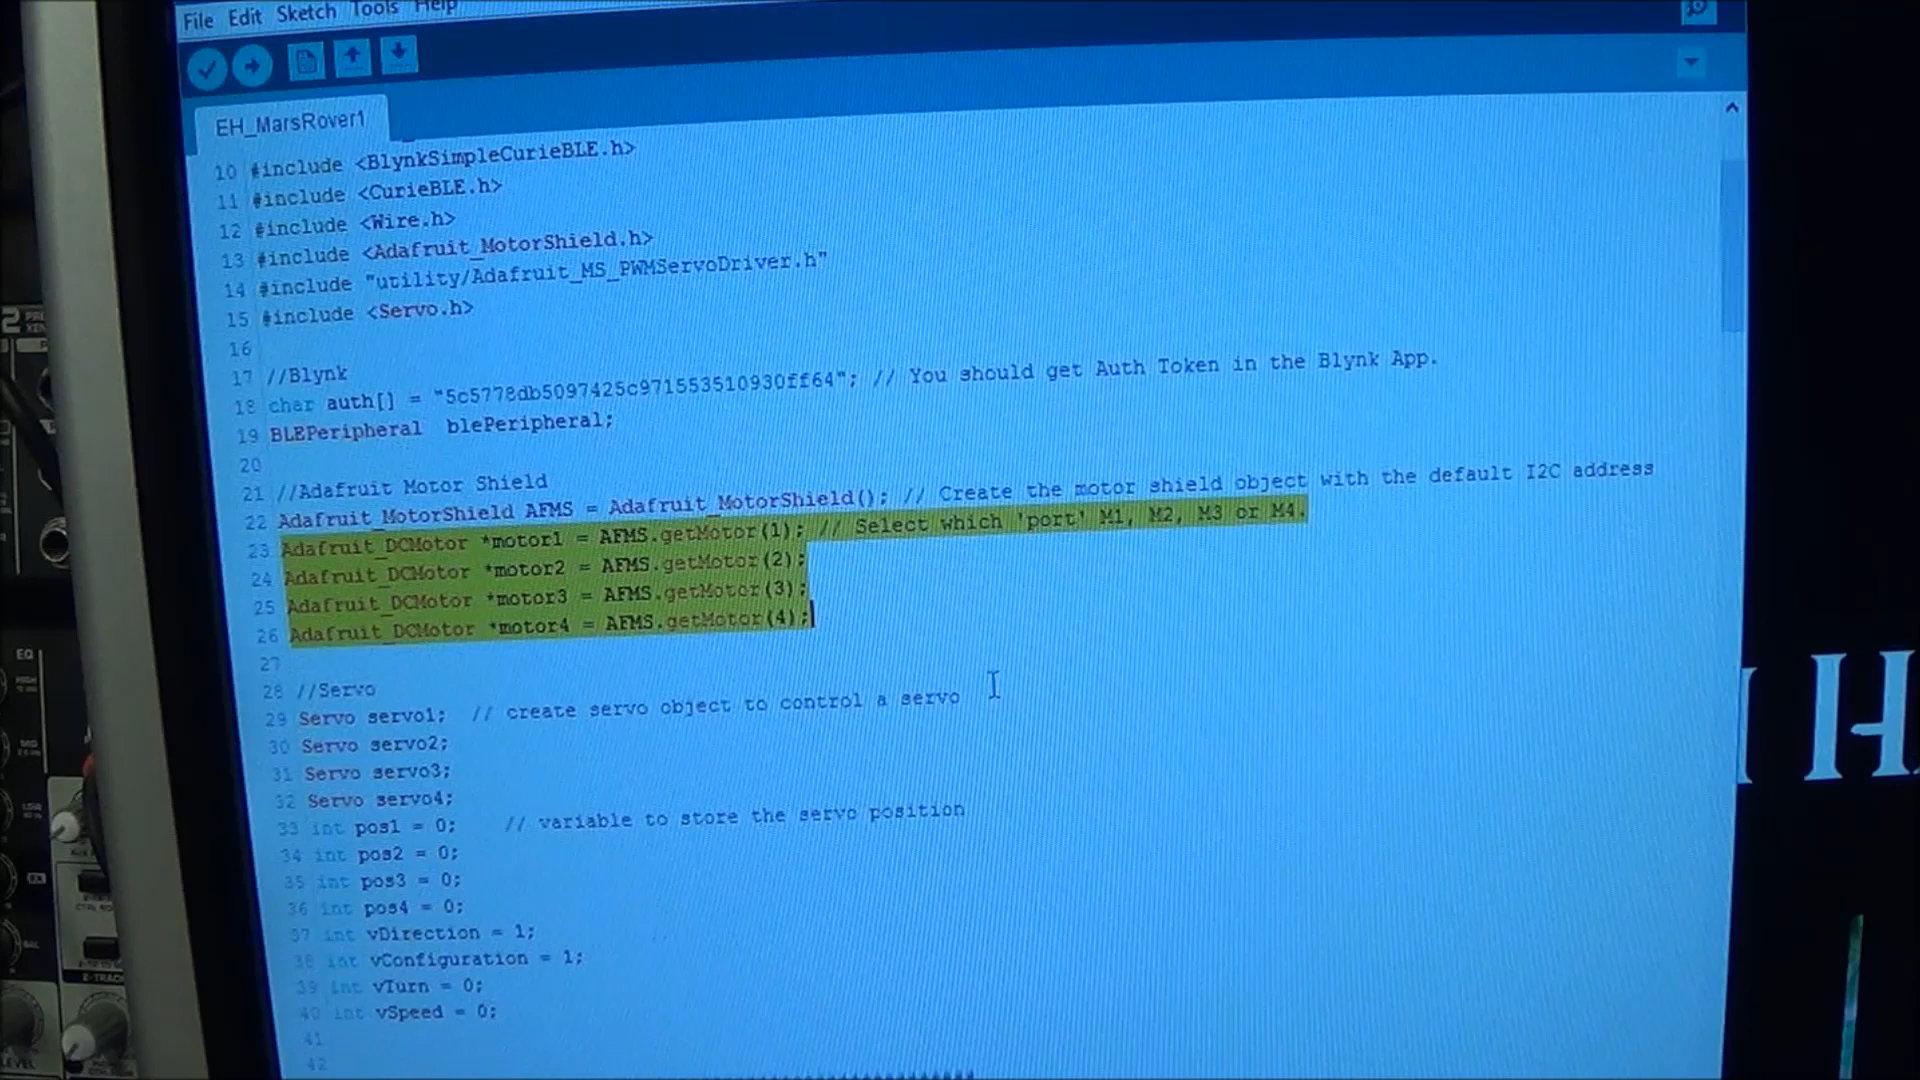 File Edit Sketch Tools Help
EH_MarsRover1
10 #include <BlynkSimpleCurieBLE.h>
11 #include <CurieBLE.h>
12 #include <Wire.h>
13 #include <Adafruit_MotorShield.h>
14 #include "utility/Adafruit_MS_PWMServoDriver.h"
15 #include <Servo.h>
16
17 //Blynk
18 char auth[] = "5c5778db5097425c971553510930ff64"; // You should get Auth Token in the Blynk App.
19 BLEPeripheral blePeripheral;
20
21 //Adafruit Motor Shield
22 Adafruit_MotorShield AFMS = Adafruit_MotorShield(); // Create the motor shield object with the default I2C address
23 Adafruit_DCMotor *motor1 = AFMS.getMotor(1); // Select which 'port' M1, M2, M3 or M4.
24 Adafruit_DCMotor *motor2 = AFMS.getMotor(2);
25 Adafruit_DCMotor *motor3 = AFMS.getMotor(3);
26 Adafruit_DCMotor *motor4 = AFMS.getMotor(4);
27
28 //Servo
29 Servo servo1; // create servo object to control a servo
30 Servo servo2;
31 Servo servo3;
32 Servo servo4;
33 int pos1 = 0; // variable to store the servo position
34 int pos2 = 0;
35 int pos3 = 0;
36 int pos4 = 0;
37 int vDirection = 1;
38 int vConfiguration = 1;
39 int vTurn = 0;
40 int vSpeed = 0;
41
42
2
EQ
H